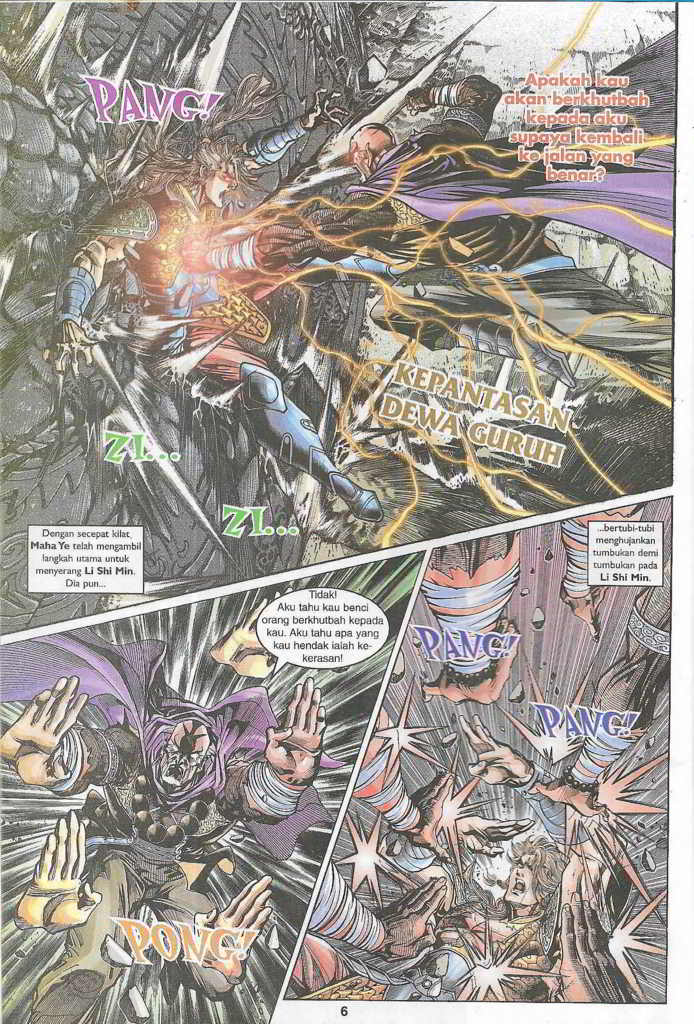 PANG!
Apakah kau
akan berkhutbah
kepada aku
supaya kembali
ke jalan yang
benar?
KEPANTASAN
DEWA GURUH
ZI...
ZI...
Dengan secepat kilat,
Maha Ye telah mengambil
langkah utama untuk
menyerang Li Shi Min.
Dia pun...
...bertubi-tubi
menghujankan
tumbukan demi
tumbukan pada
Li Shi Min.
Tidak!
Aku tahu kau benci
orang berkhutbah kepada
kau. Aku tahu apa yang
kau hendak ialah ke-
kerasan!
PONG!
PANG!
PANG!
6